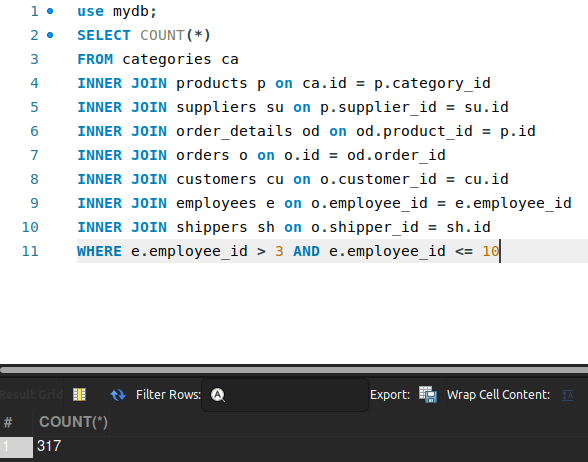 1 use mydb;
2 SELECT COUNT(*)
3 FROM categories ca
4 INNER JOIN products p on ca.id = p.category_id
5 INNER JOIN suppliers su on p.supplier_id = su.id
6 INNER JOIN order_details od on od.product_id = p.id
7 INNER JOIN orders o on o.id = od.order_id
8 INNER JOIN customers cu on o.customer_id = cu.id
9 INNER JOIN employees e on o.employee_id = e.employee_id
10 INNER JOIN shippers sh on o.shipper_id = sh.id
11 WHERE e.employee_id > 3 AND e.employee_id <= 10
Result Grid Filter Rows: A Export: Wrap Cell Content: IA
# COUNT(*)
1 317